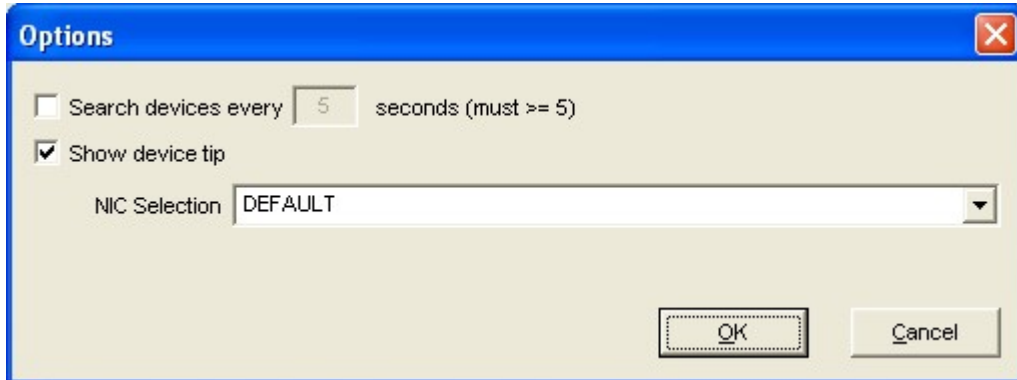 Options
Search devices every 5 seconds (must >= 5)
Show device tip
NIC Selection DEFAULT
OK Cancel